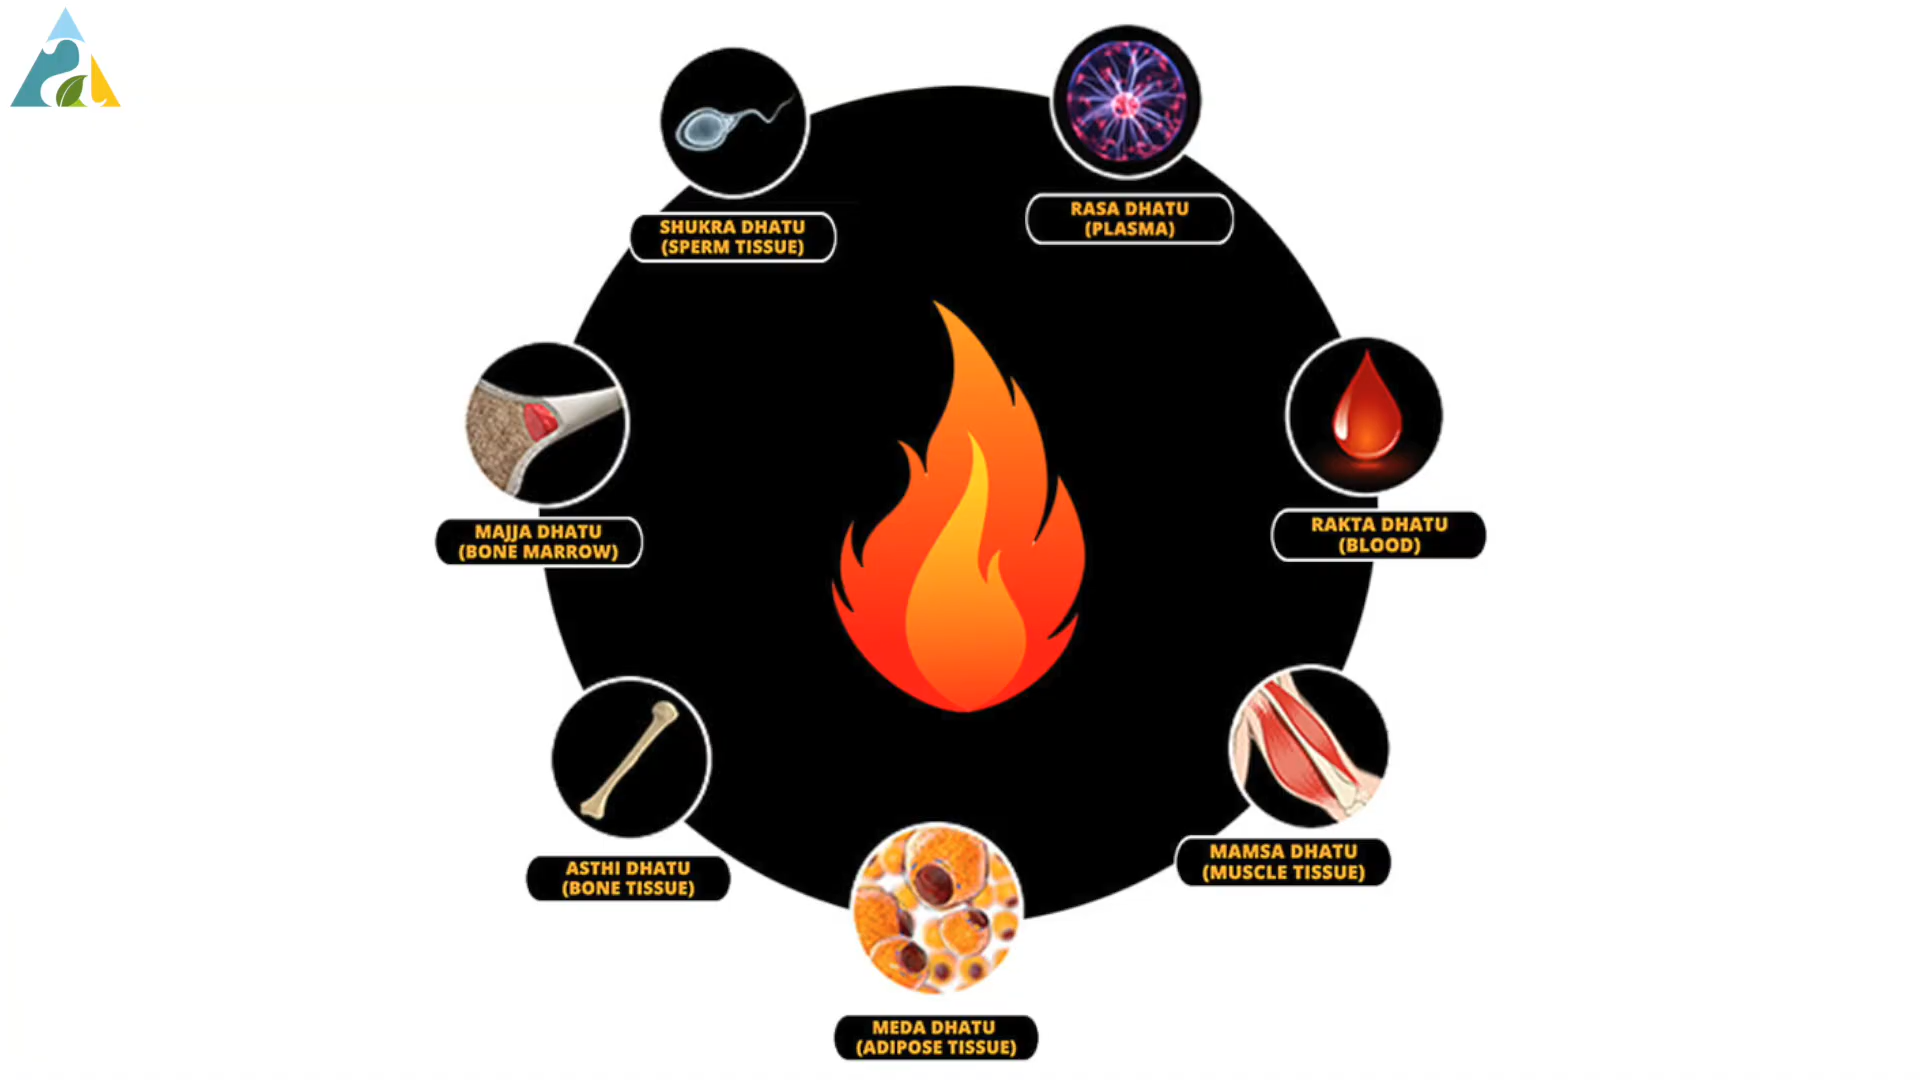 SHUKRA DHATU
(SPERM TISSUE)
RASA DHATU
(PLASMA)
MAJJA DHATU
(BONE MARROW)
RAKTA DHATU
(BLOOD)
ASTHI DHATU
(BONE TISSUE)
MAMSA DHATU
(MUSCLE TISSUE)
MEDA DHATU
(ADIPOSE TISSUE)